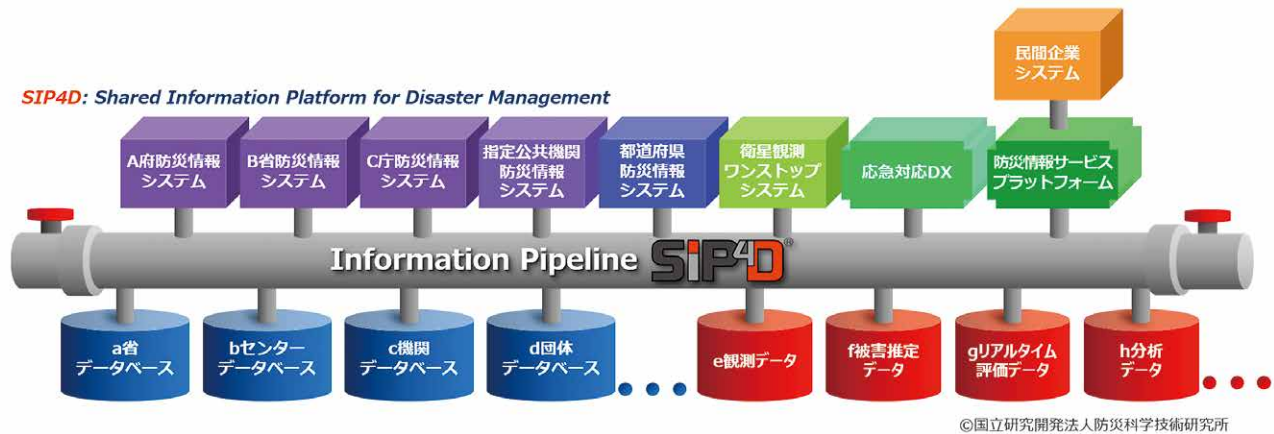 民間企業
システム
SIP4D: Shared Information Platform for Disaster Management
A府防災情報
システム
B省防災情報
システム
C庁防災情報
システム
指定公共機関
防災情報
システム
都道府県
防災情報
システム
衛星観測
ワンストップ
システム
応急対応DX
防災情報サービス
プラットフォーム
Information Pipeline SiP4D®
a省
データベース
bセンター
データベース
c機関
データベース
d団体
データベース
e観測データ
f被害推定
データ
gリアルタイム
評価データ
h分析
データ
©国立研究開発法人防災科学技術研究所